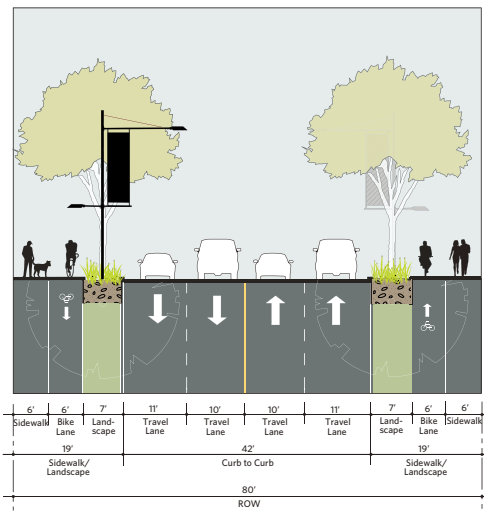 6' 6' 7' 11' 10' 10' 11' 7' 6' 6'
Sidewalk Bike Lane Land-scape Travel Lane Travel Lane Travel Lane Travel Lane Land-scape Bike Lane Sidewalk
19' 42' 19'
Sidewalk/ Landscape Curb to Curb Sidewalk/ Landscape
80'
ROW